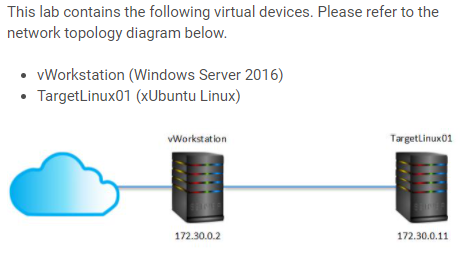 This lab contains the following virtual devices. Please refer to the
network topology diagram below.
• vWorkstation (Windows Server 2016)
• TargetLinux01 (xUbuntu Linux)
vWorkstation
TargetLinux01
172.30.0.2
172.30.0.11